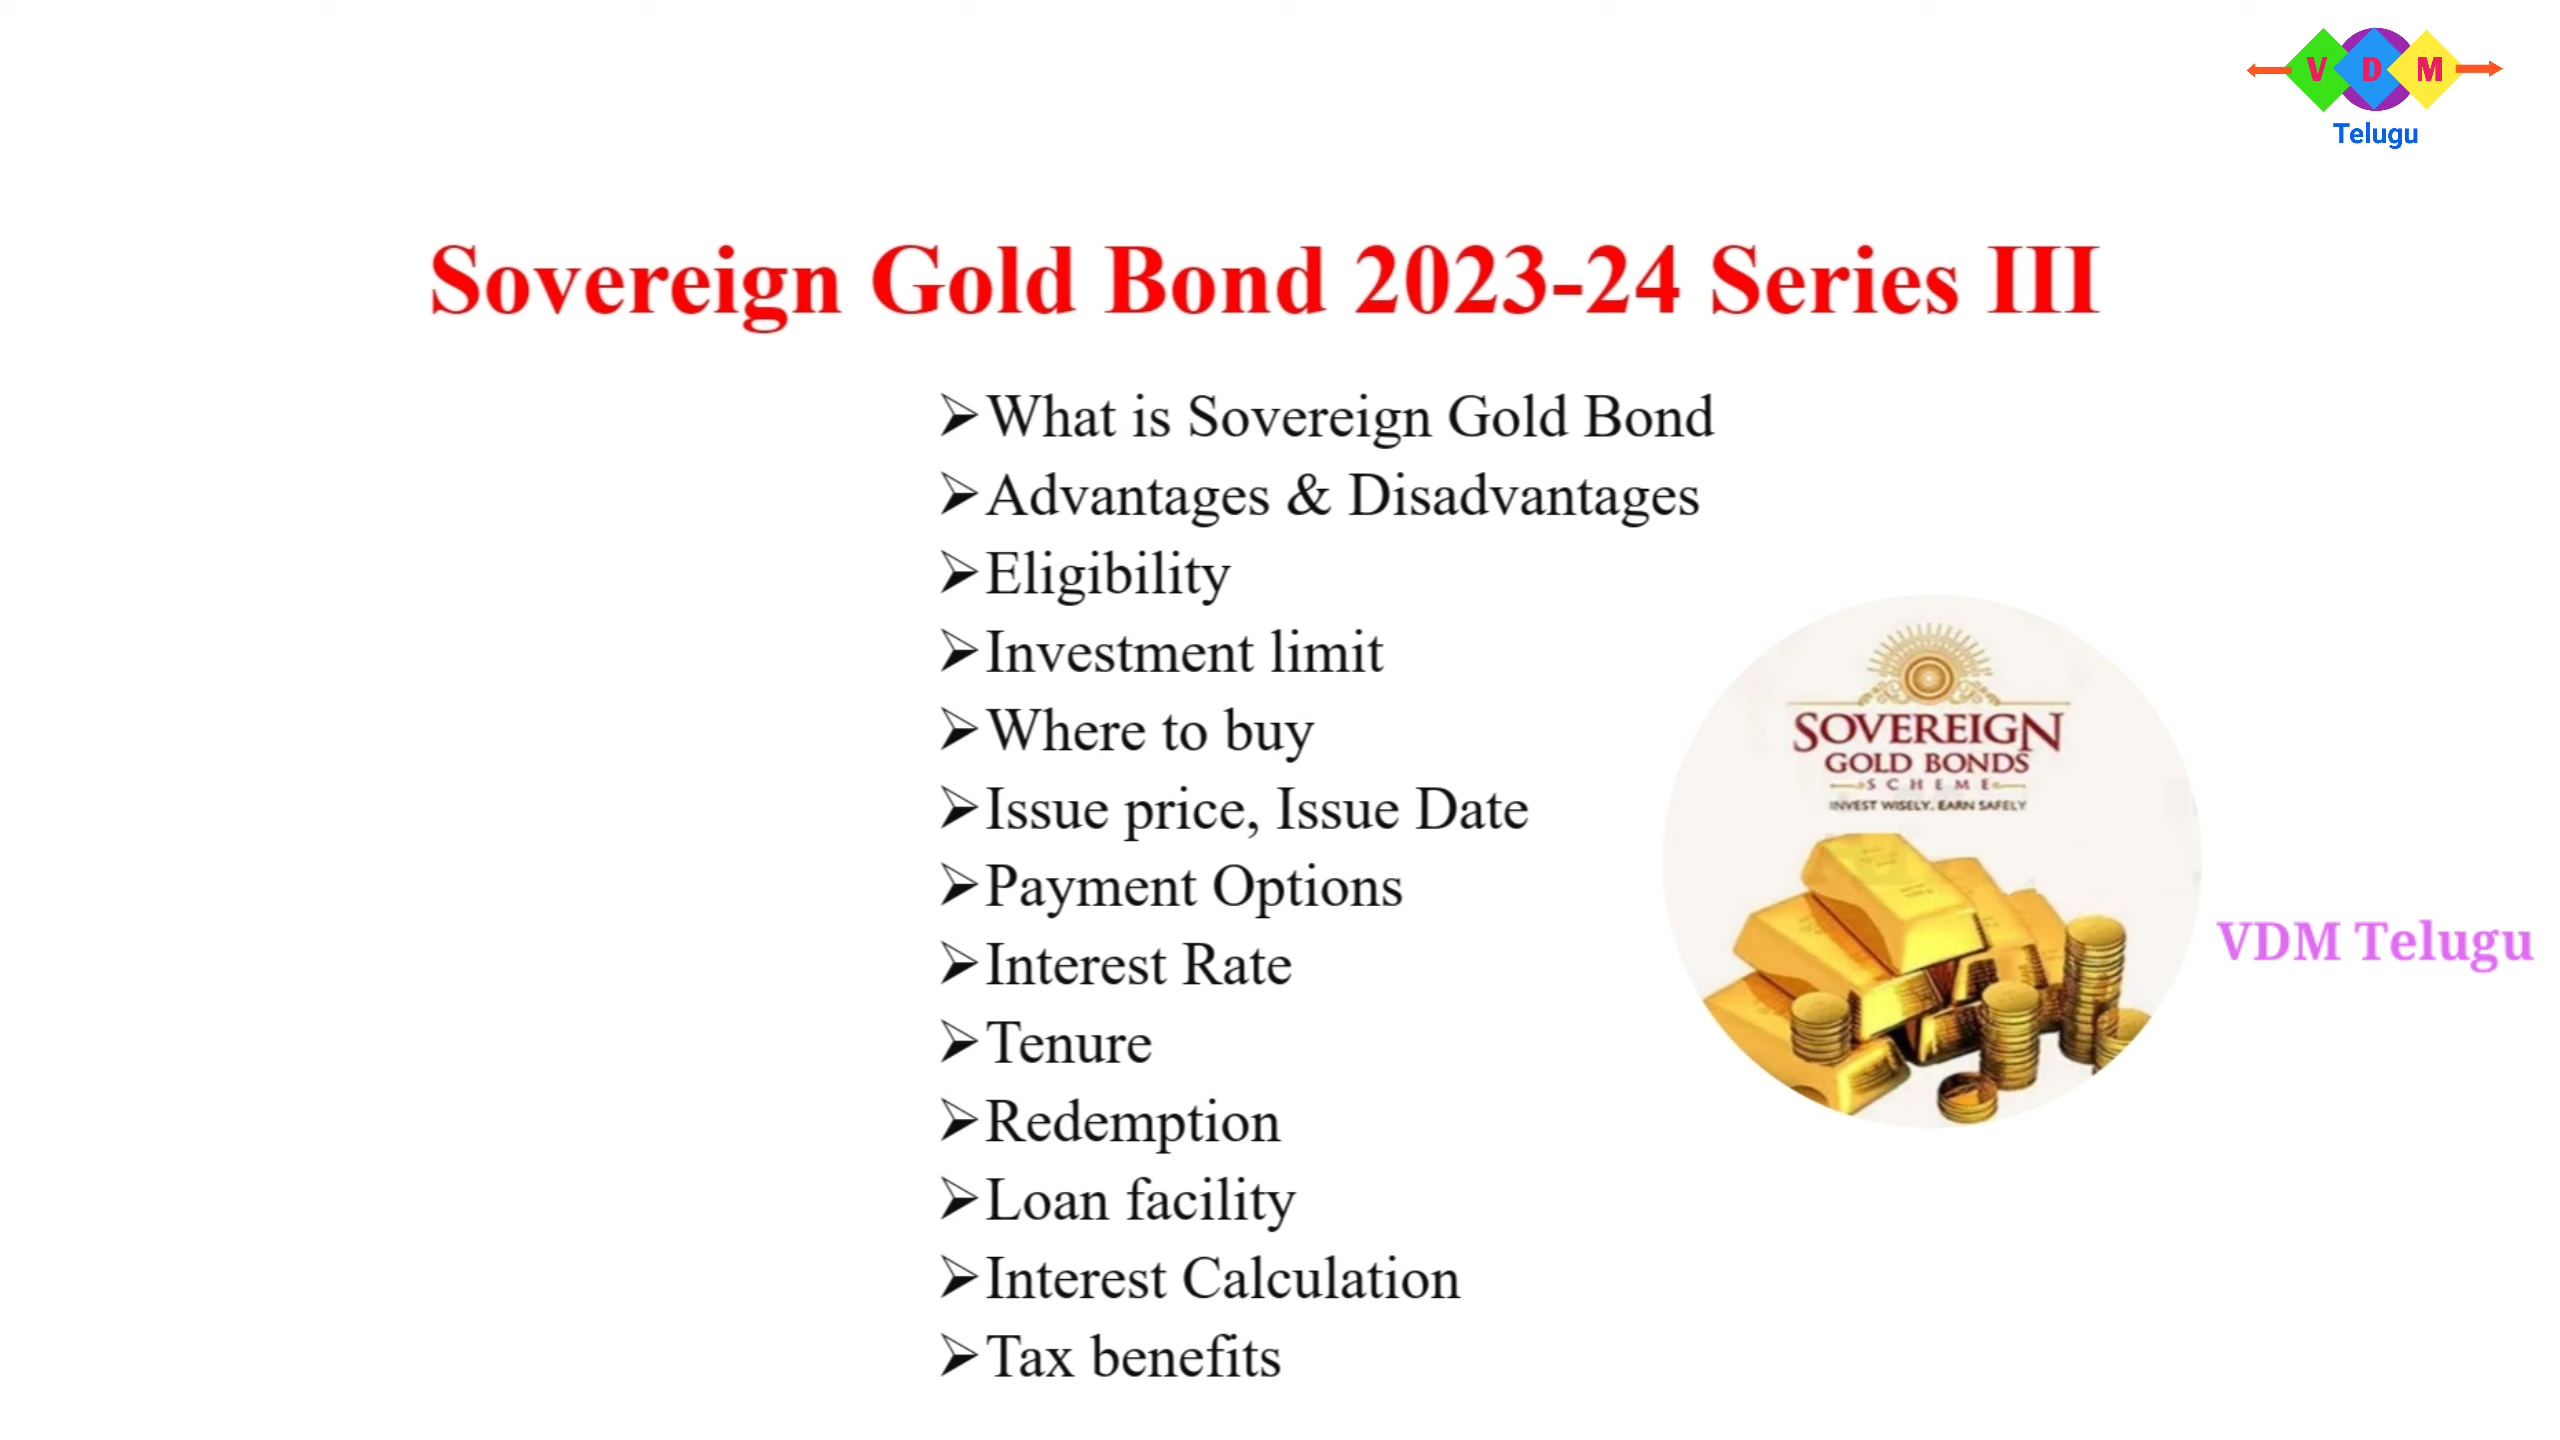 V D M
Telugu
Sovereign Gold Bond 2023-24 Series III
➢What is Sovereign Gold Bond
➢Advantages & Disadvantages
➢Eligibility
➢Investment limit
➢Where to buy
➢Issue price, Issue Date
➢Payment Options
➢Interest Rate
➢Tenure
➢Redemption
➢Loan facility
➢Interest Calculation
➢Tax benefits
SOVEREIGN
GOLD BONDS
SCHEME
INVEST WISELY. EARN SAFELY
VDM Telugu